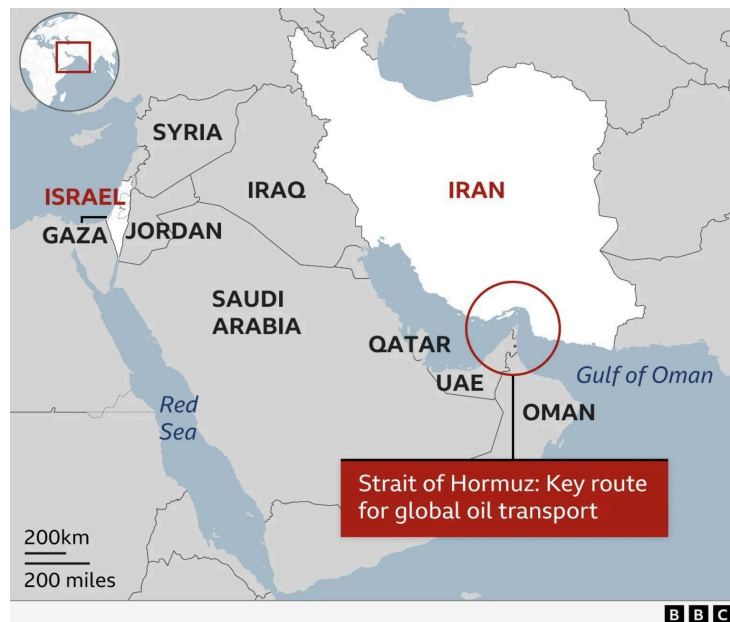 SYRIA
ISRAEL
IRAQ
IRAN
GAZA
JORDAN
SAUDI
ARABIA
QATAR
UAE
Gulf of Oman
Red
Sea
OMAN
Strait of Hormuz: Key route
for global oil transport
200km
200 miles
BBC